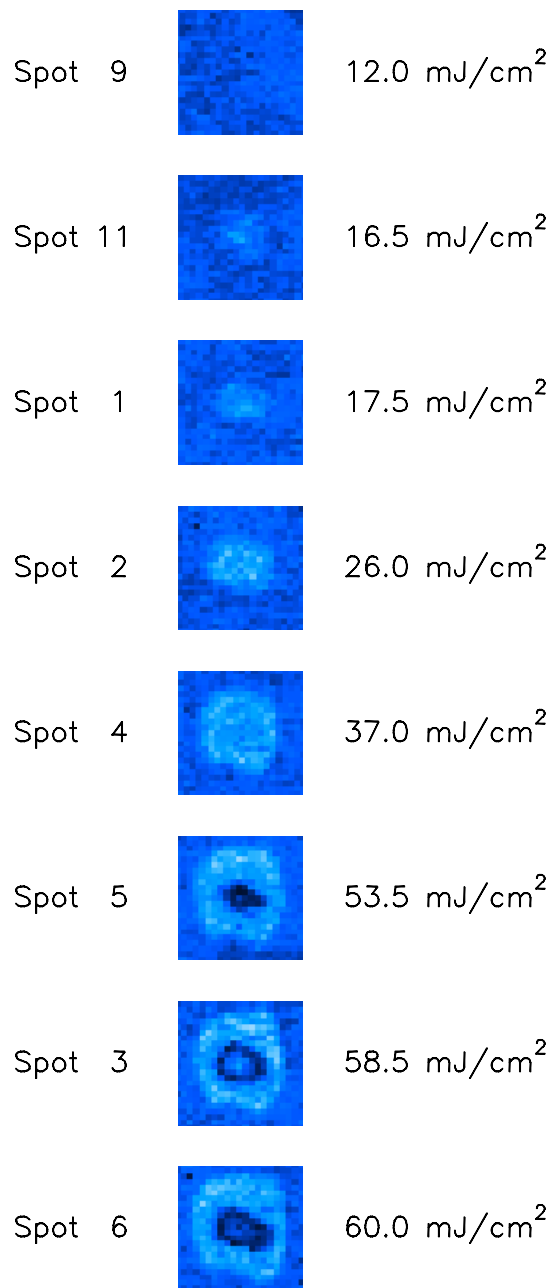 Spot 9 12.0 mJ/cm²
Spot 11 16.5 mJ/cm²
Spot 1 17.5 mJ/cm²
Spot 2 26.0 mJ/cm²
Spot 4 37.0 mJ/cm²
Spot 5 53.5 mJ/cm²
Spot 3 58.5 mJ/cm²
Spot 6 60.0 mJ/cm²